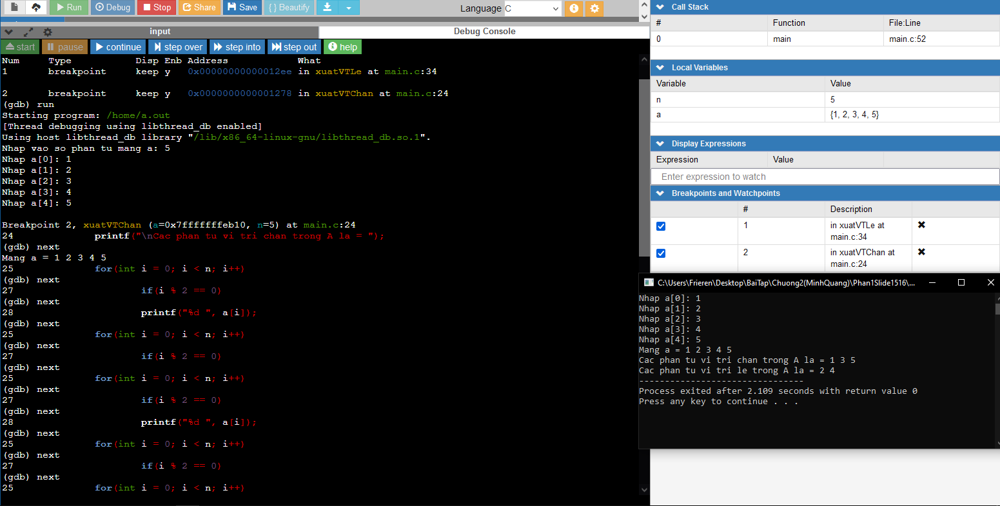 Run Debug Stop Share Save { } Beautify Language C
input Debug Console
start pause continue step over step into step out help
Num Type Disp Enb Address What
1 breakpoint keep y 0x00000000000012ee in xuatVTLe at main.c:34
2 breakpoint keep y 0x0000000000001278 in xuatVTChan at main.c:24
(gdb) run
Starting program: /home/a.out
[Thread debugging using libthread_db enabled]
Using host libthread_db library "/lib/x86_64-linux-gnu/libthread_db.so.1".
Nhap vao so phan tu mang a: 5
Nhap a[0]: 1
Nhap a[1]: 2
Nhap a[2]: 3
Nhap a[3]: 4
Nhap a[4]: 5
Breakpoint 2, xuatVTChan (a=0x7fffffffeb10, n=5) at main.c:24
24 printf("\nCac phan tu vi tri chan trong A la = ");
(gdb) next
Mang a = 1 2 3 4 5
25 for(int i = 0; i < n; i++)
(gdb) next
27 if(i % 2 == 0)
(gdb) next
28 printf("%d ", a[i]);
(gdb) next
25 for(int i = 0; i < n; i++)
(gdb) next
27 if(i % 2 == 0)
(gdb) next
25 for(int i = 0; i < n; i++)
(gdb) next
27 if(i % 2 == 0)
(gdb) next
28 printf("%d ", a[i]);
(gdb) next
25 for(int i = 0; i < n; i++)
(gdb) next
27 if(i % 2 == 0)
(gdb) next
25 for(int i = 0; i < n; i++)
Call Stack
# Function File:Line
0 main main.c:52
Local Variables
Variable Value
n 5
a {1, 2, 3, 4, 5}
Display Expressions
Expression Value
Enter expression to watch
Breakpoints and Watchpoints
# Description
1 in xuatVTLe at
main.c:34
2 in xuatVTChan at
main.c:24
C:\Users\Frieren\Desktop\BaiTap\Chuong2(MinhQuang)\Phan1Slide1516\...
Nhap a[0]: 1
Nhap a[1]: 2
Nhap a[2]: 3
Nhap a[3]: 4
Nhap a[4]: 5
Mang a = 1 2 3 4 5
Cac phan tu vi tri chan trong A la = 1 3 5
Cac phan tu vi tri le trong A la = 2 4
--------------------------------
Process exited after 2.109 seconds with return value 0
Press any key to continue . . .